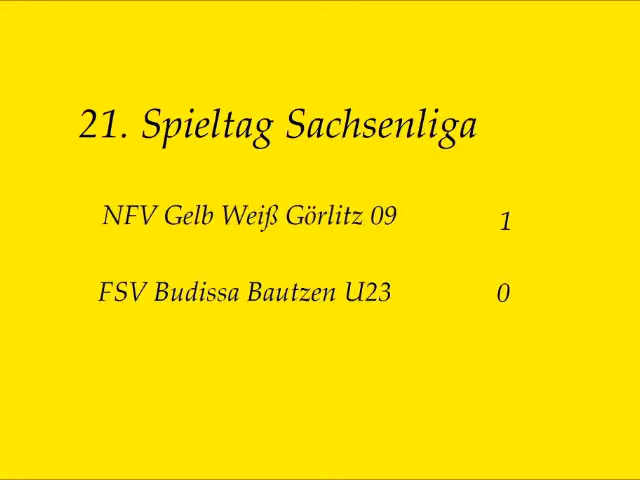 21. Spieltag Sachsenliga
NFV Gelb Weiß Görlitz 09 1
FSV Budissa Bautzen U23 0